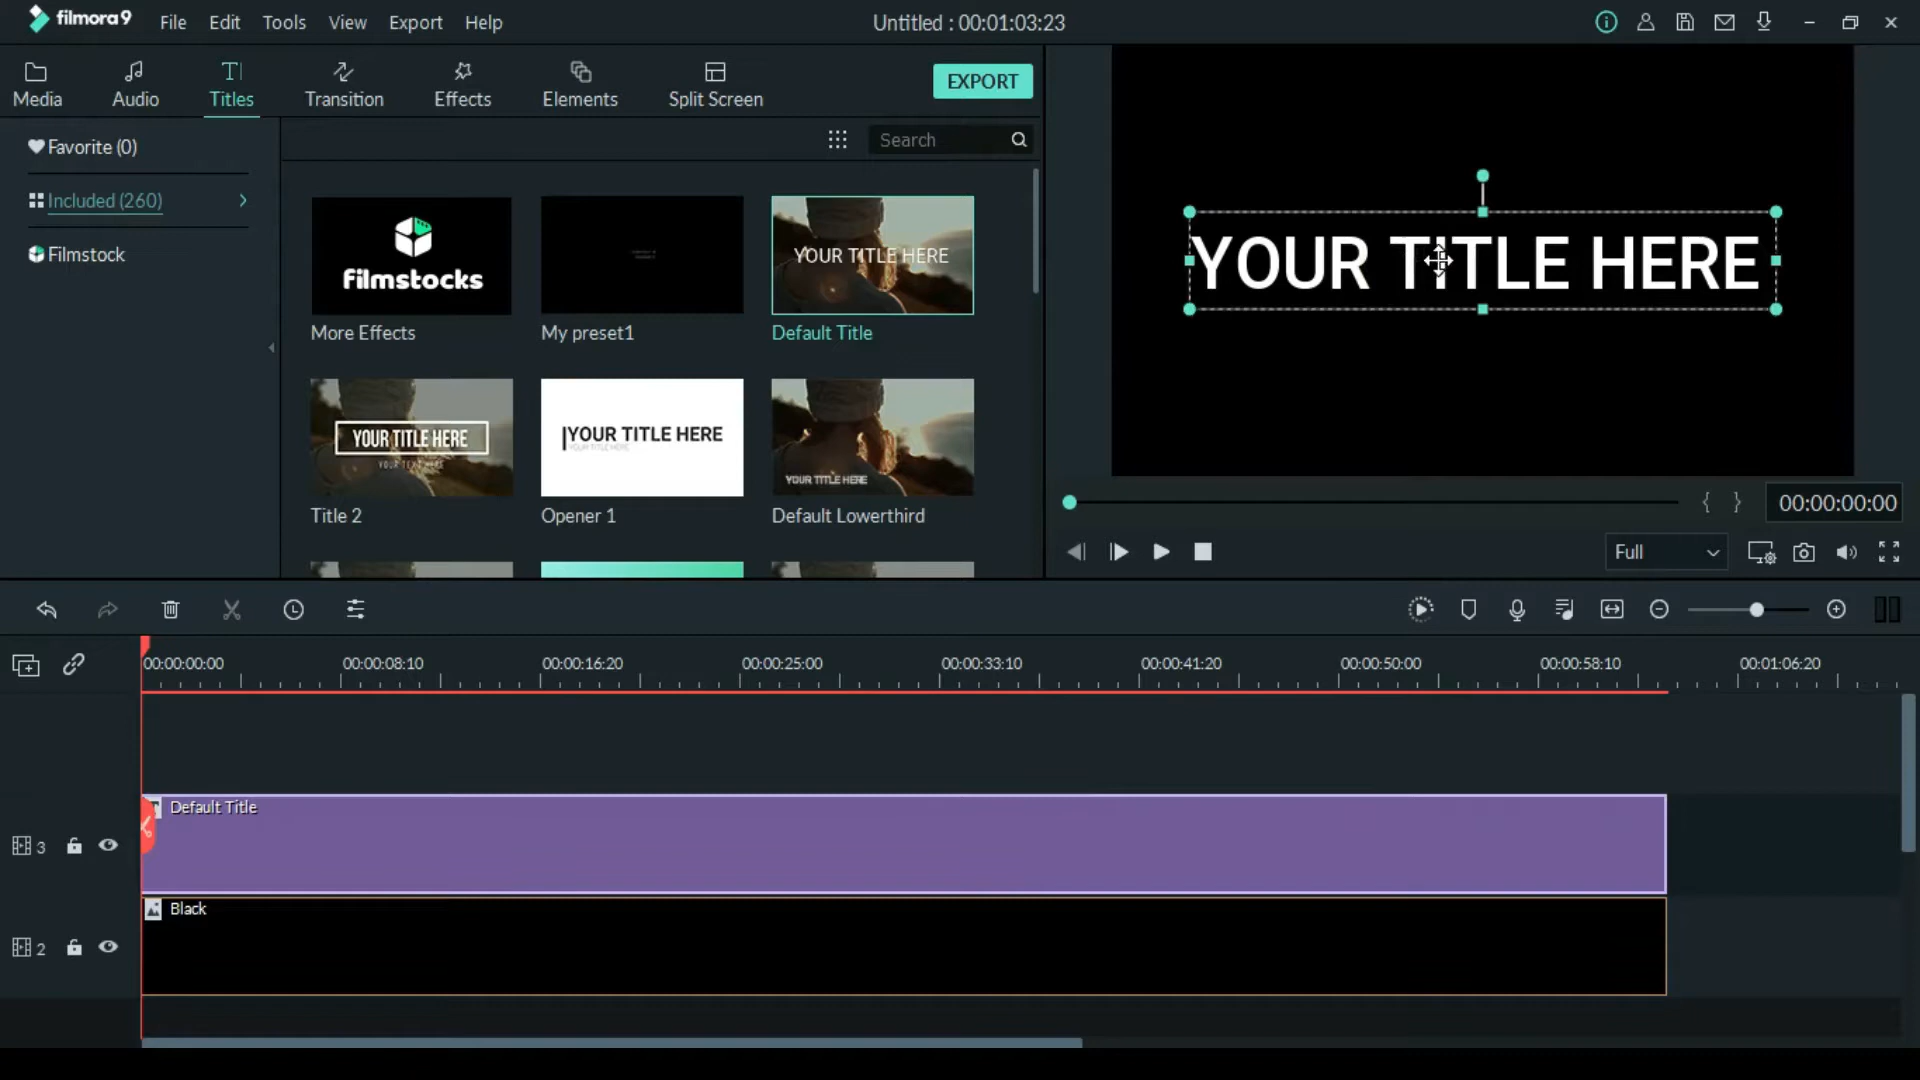 filmora9 File Edit Tools View Export Help Untitled : 00:01:03:23
Media Audio Titles Transition Effects Elements Split Screen EXPORT
Favorite (0)
Included (260)
Filmstock
Search
filmstocks
More Effects
My preset1
YOUR TITLE HERE
Default Title
YOUR TITLE HERE
Title 2
YOUR TITLE HERE
Opener 1
YOUR TITLE HERE
Default Lowerthird
YOUR TITLE HERE
{ } 00:00:00:00
Full
00:00:00:00 00:00:08:10 00:00:16:20 00:00:25:00 00:00:33:10 00:00:41:20 00:00:50:00 00:00:58:10 00:01:06:20
Default Title
3
Black
2